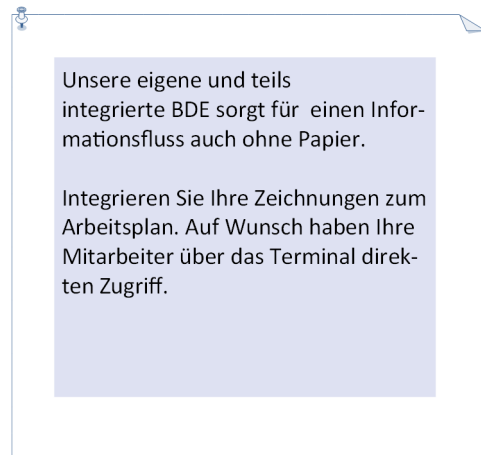 Unsere eigene und teils
integrierte BDE sorgt für  einen Infor-
mationsfluss auch ohne Papier.

Integrieren Sie Ihre Zeichnungen zum
Arbeitsplan. Auf Wunsch haben Ihre
Mitarbeiter über das Terminal direk-
ten Zugriff.